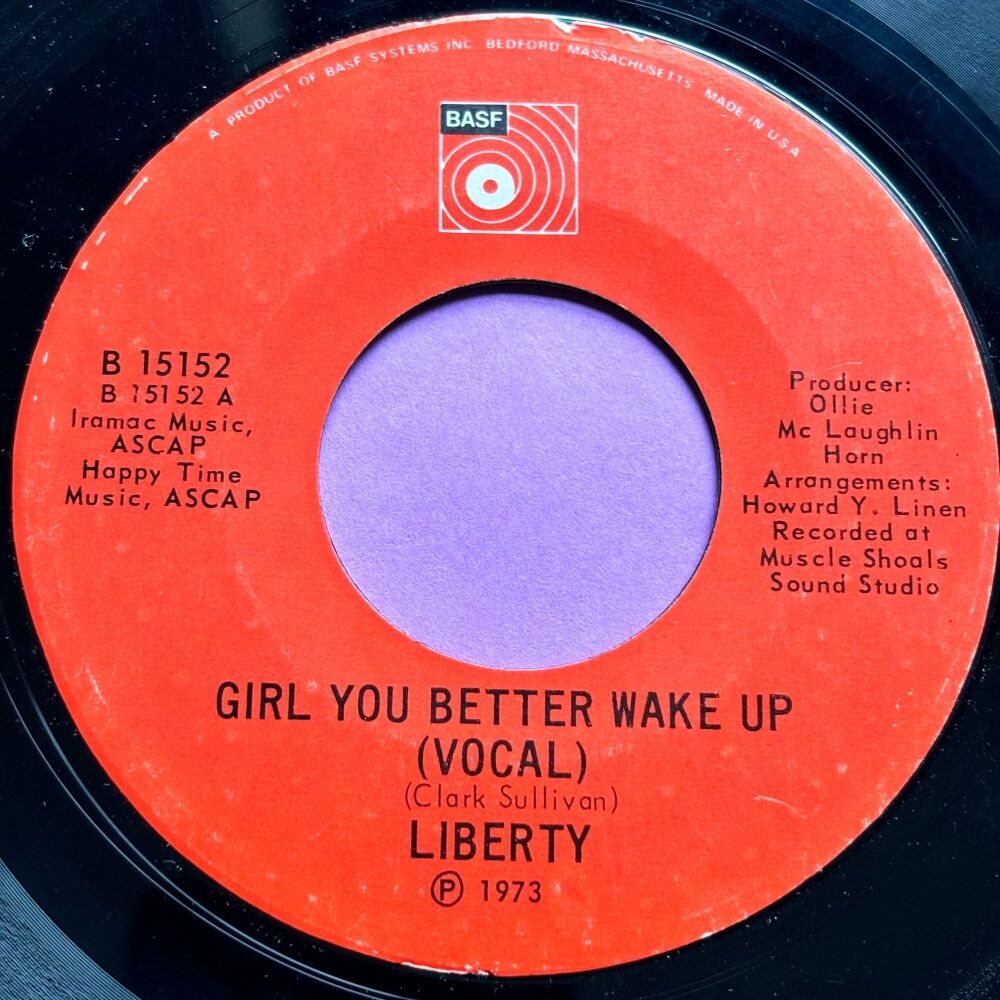 A PRODUCT OF BASF SYSTEMS INC BEDFORD MASSACHUSETTS MADE IN USA
BASF
B 15152
B 15152 A
Iramac Music,
ASCAP
Happy Time
Music, ASCAP
Producer:
Ollie
Mc Laughlin
Horn
Arrangements:
Howard Y. Linen
Recorded at
Muscle Shoals
Sound Studio
GIRL YOU BETTER WAKE UP
(VOCAL)
(Clark Sullivan)
LIBERTY
Ⓟ 1973